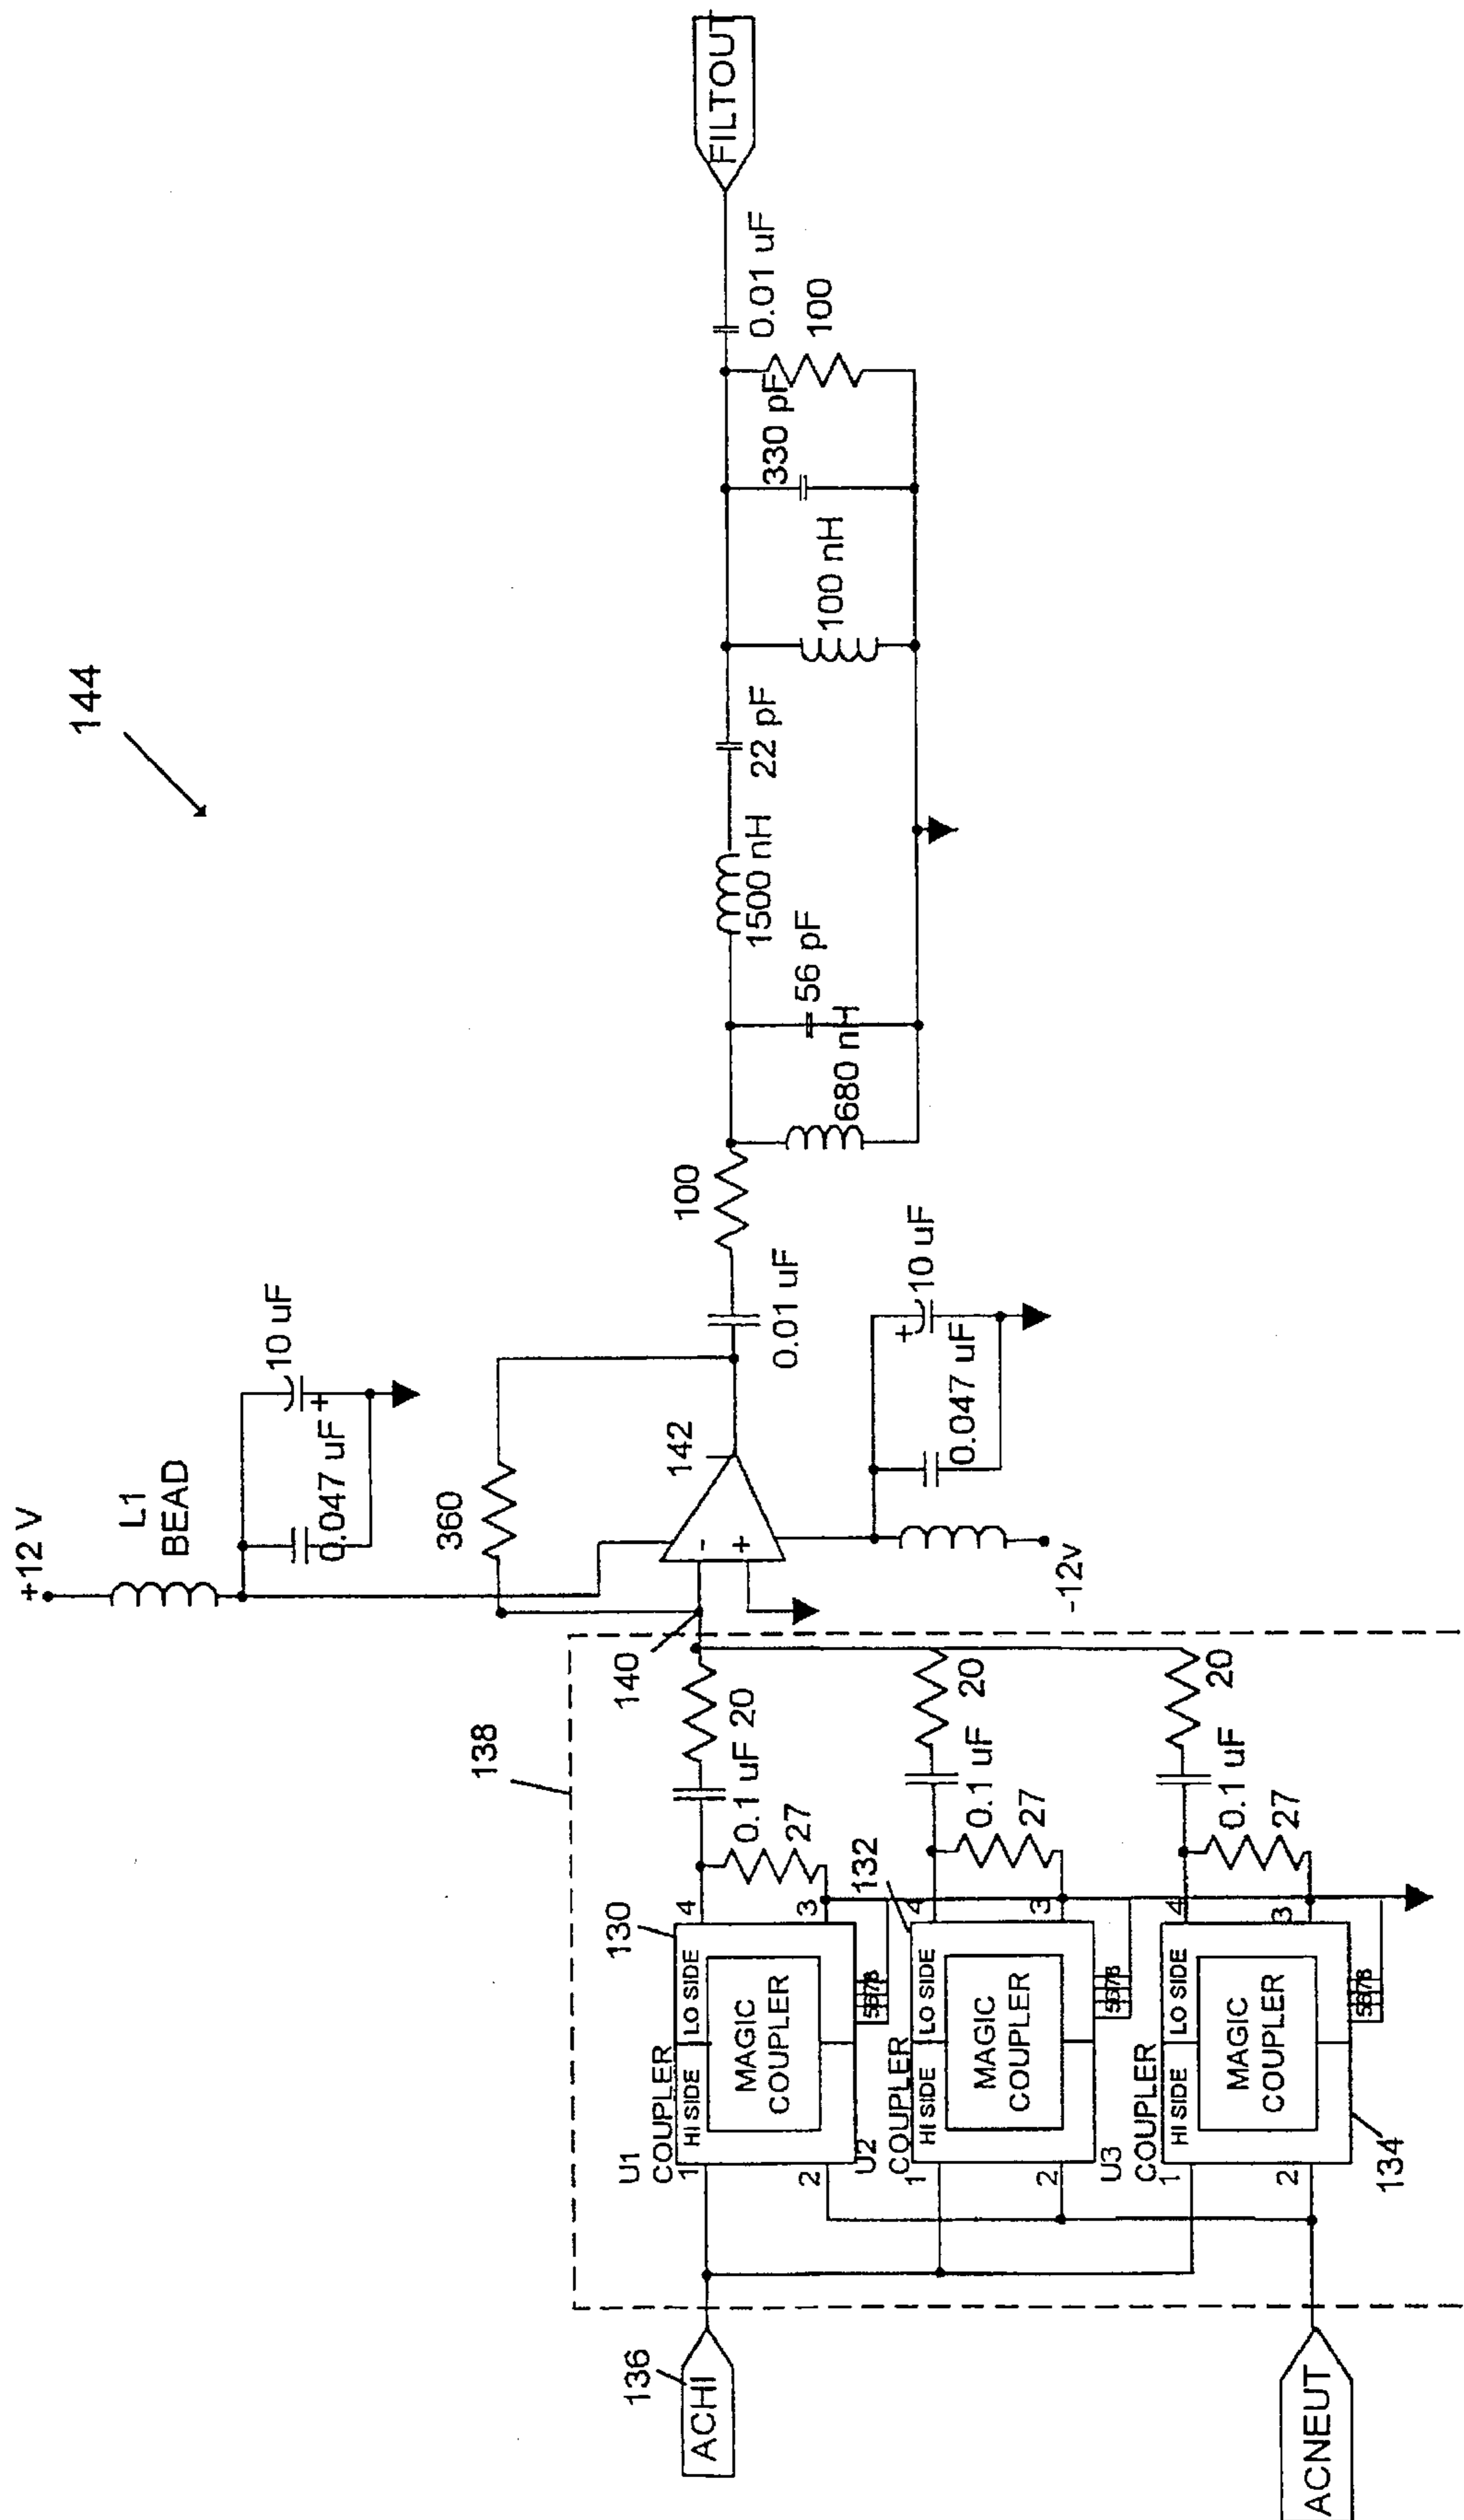 144
+12 V
L1
BEAD
10 uF
0.047 uF
360
142
-
+
140
138
100
0.01 uF
10 uF
+
0.047 uF
+
-12v
680 nH
56 pF
1500 nH
22 pF
100 nH
330 pF
100
0.01 uF
FILTOUT
136
ACHI
ACNEUT
U1
COUPLER
130
HI SIDE
LO SIDE
MAGIC
COUPLER
1
2
3
4
5678
0.1 uF
20
27
U2
COUPLER
132
HI SIDE
LO SIDE
MAGIC
COUPLER
1
2
3
4
5678
0.1 uF
20
27
U3
COUPLER
134
HI SIDE
LO SIDE
MAGIC
COUPLER
1
2
3
4
5678
0.1 uF
20
27